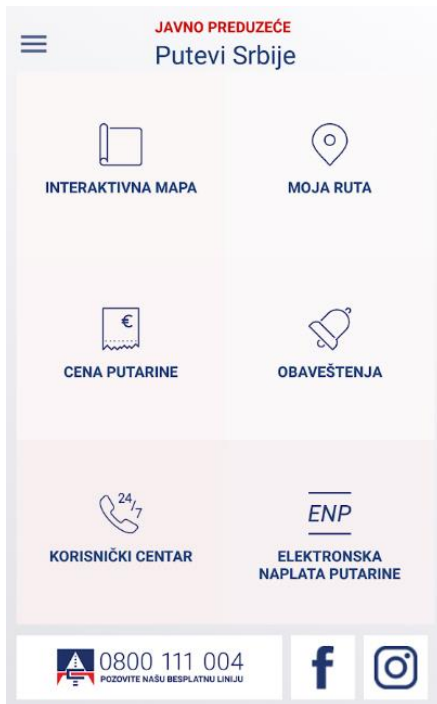 JAVNO PREDUZEĆE
Putevi Srbije
INTERAKTIVNA MAPA
MOJA RUTA
€
CENA PUTARINE
OBAVEŠTENJA
24/7
KORISNIČKI CENTAR
ENP
ELEKTRONSKA
NAPLATA PUTARINE
0800 111 004
POZOVITE NAŠU BESPLATNU LINIJU